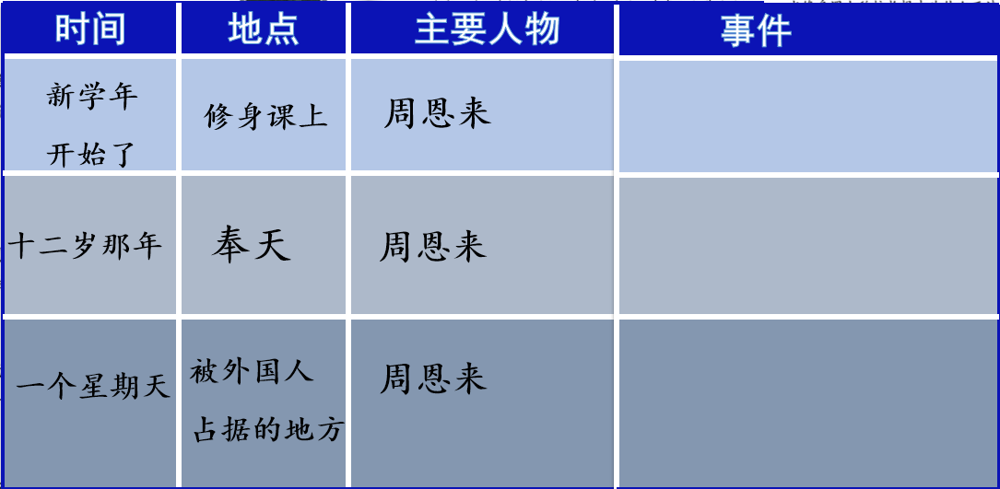 时间 地点 主要人物 事件
新学年
开始了
修身课上
周恩来
十二岁那年
奉天
周恩来
一个星期天
被外国人
占据的地方
周恩来